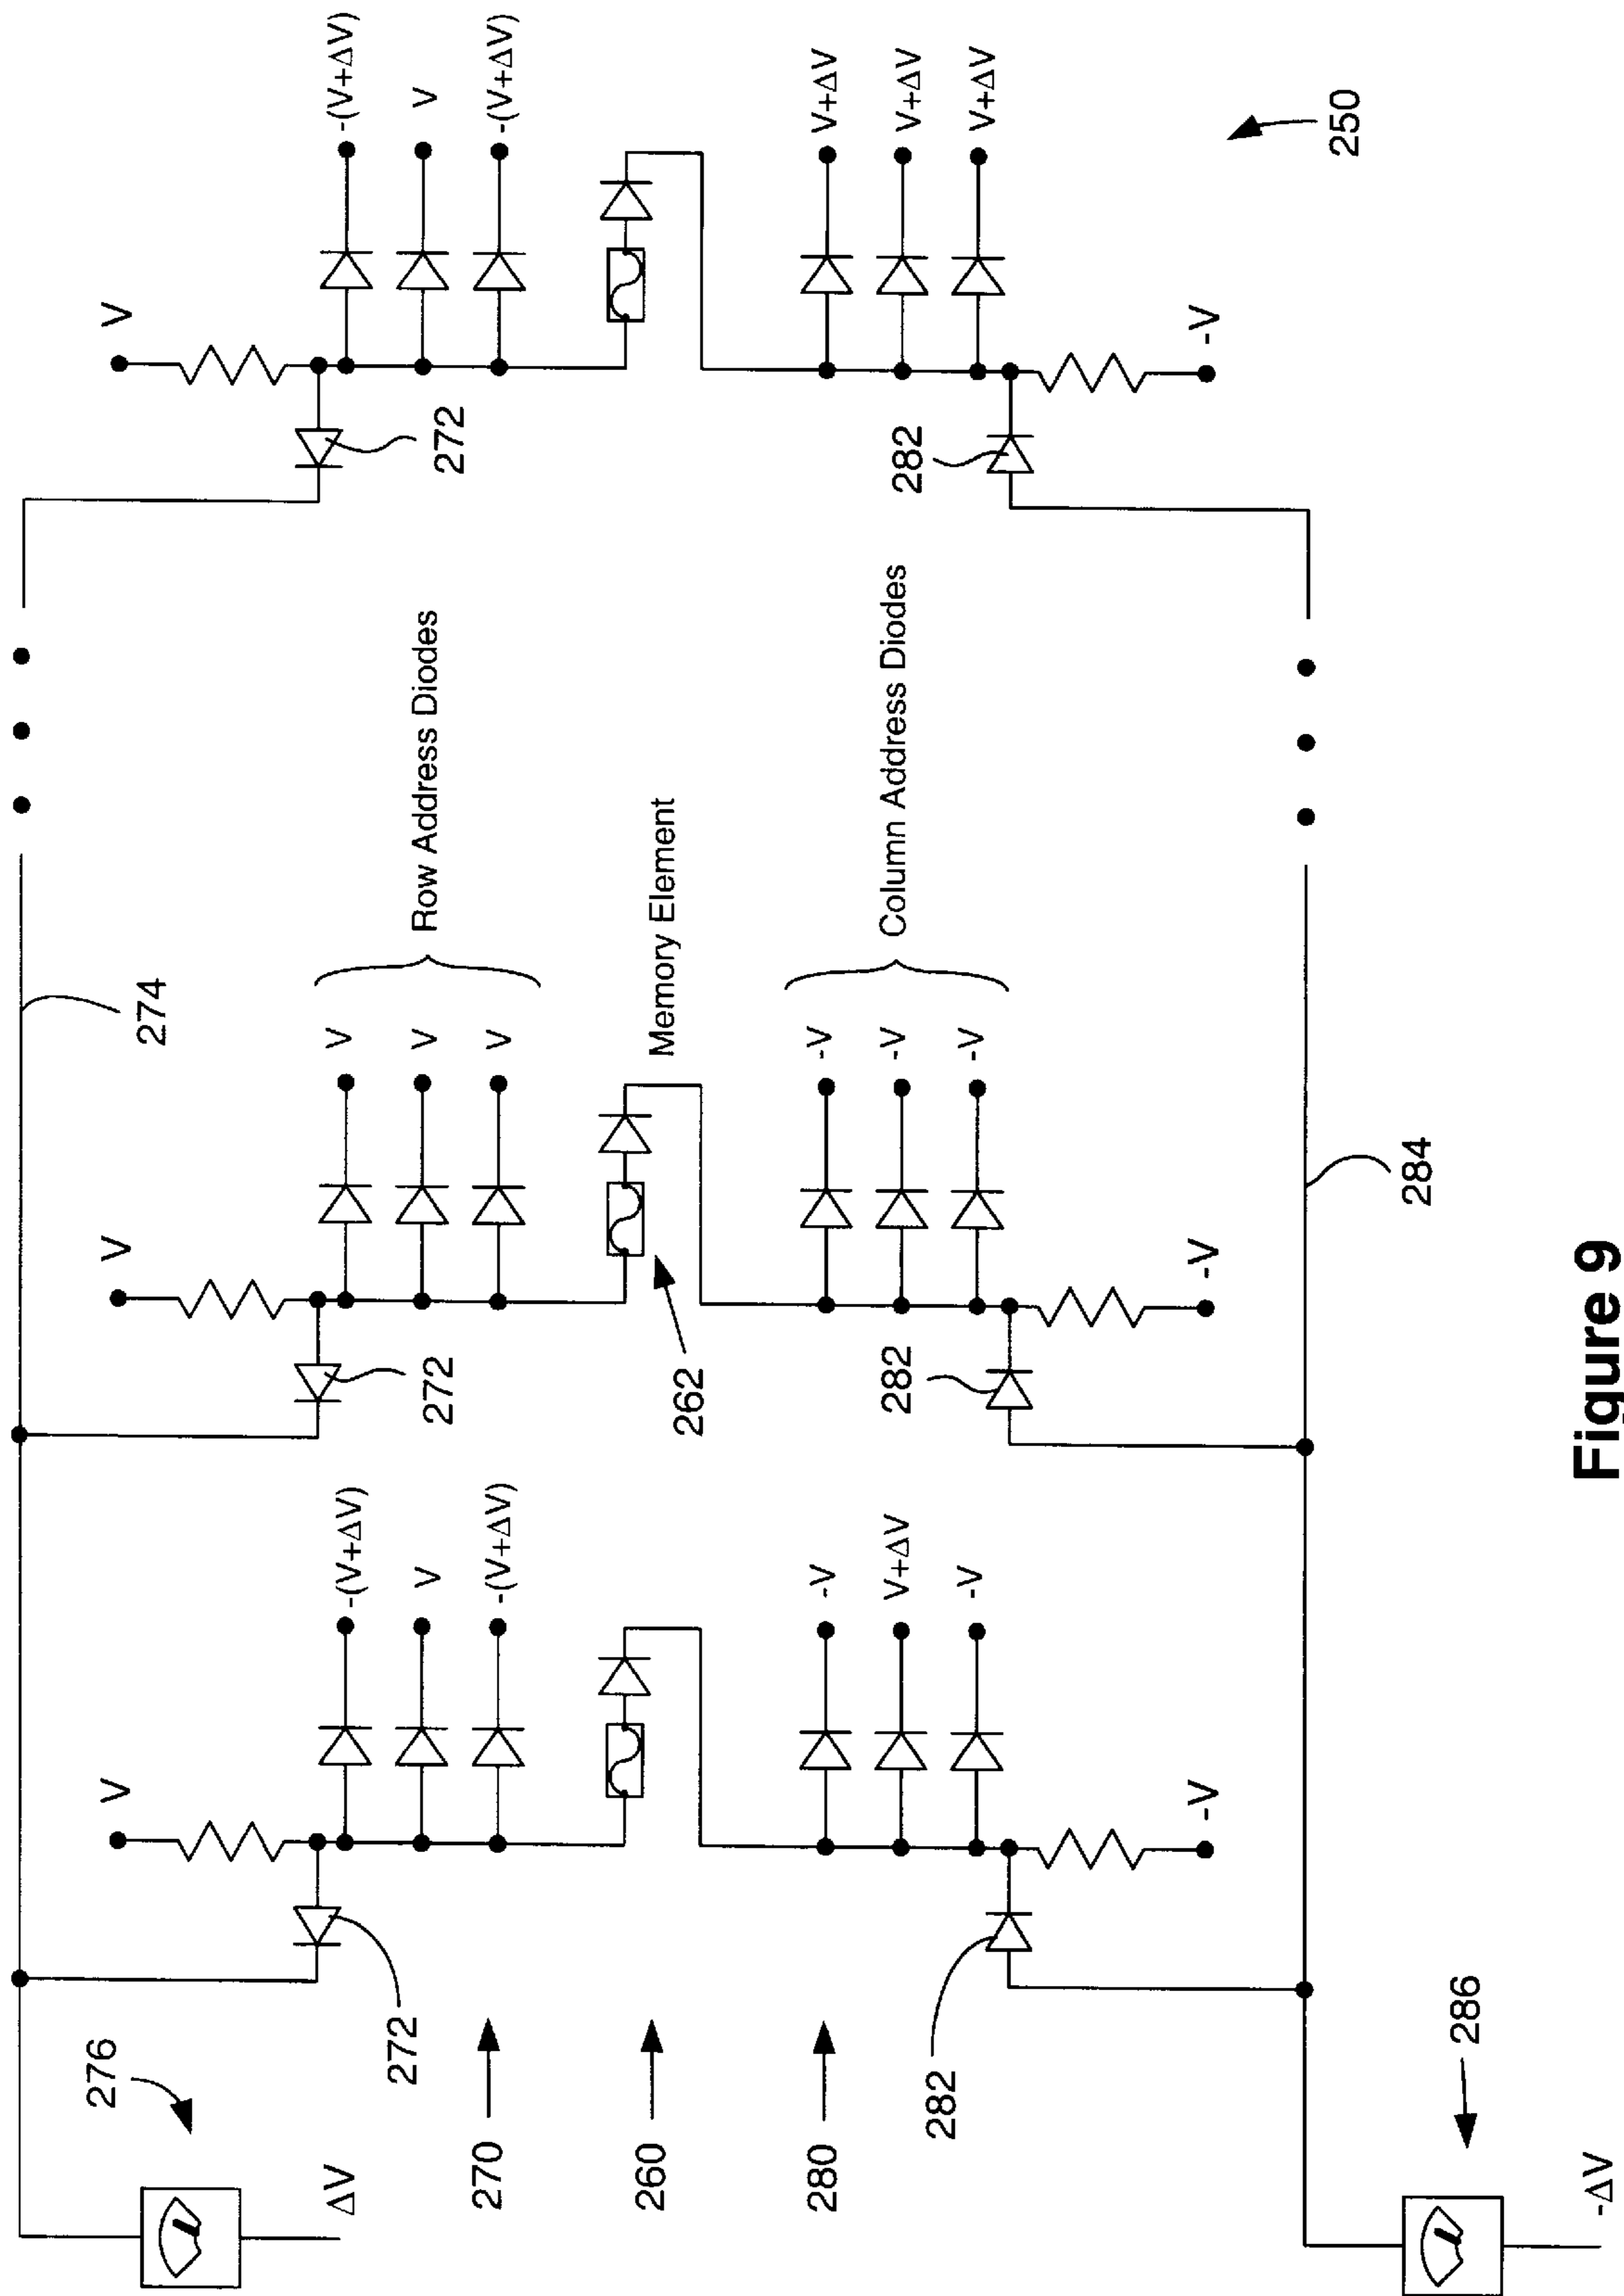 276
V
V
V
274
ΔV
-(V+ΔV)
V
-(V+ΔV)
272
V
V
Row Address Diodes
V
272
272
270
-(V+ΔV)
V
-(V+ΔV)
260
Memory Element
262
280
-V
-V
V+ΔV
V+ΔV
-V
Column Address Diodes
V+ΔV
282
282
282
-V
-V
V+ΔV
-V
-V
-V
250
284
286
-ΔV
Figure 9